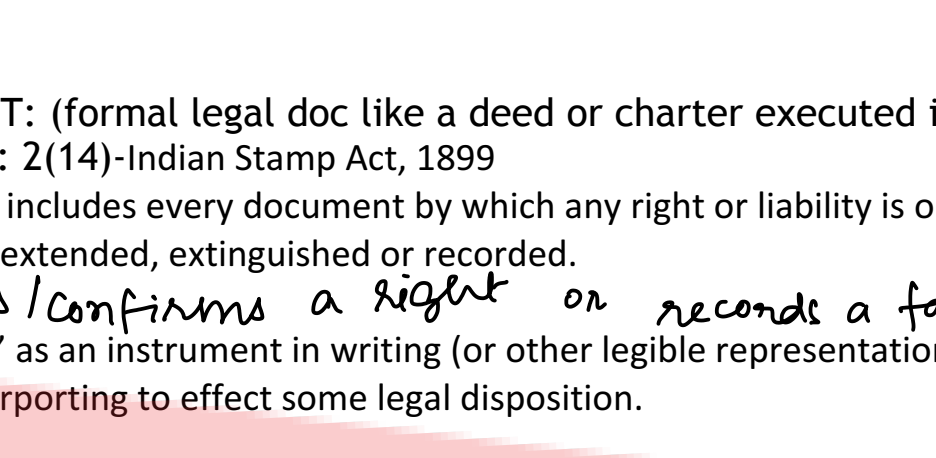 T: (formal legal doc like a deed or charter executed i
: 2(14)-Indian Stamp Act, 1899
includes every document by which any right or liability is o
extended, extinguished or recorded.
s/confirms a right or records a fa
" as an instrument in writing (or other legible representation
rporting to effect some legal disposition.